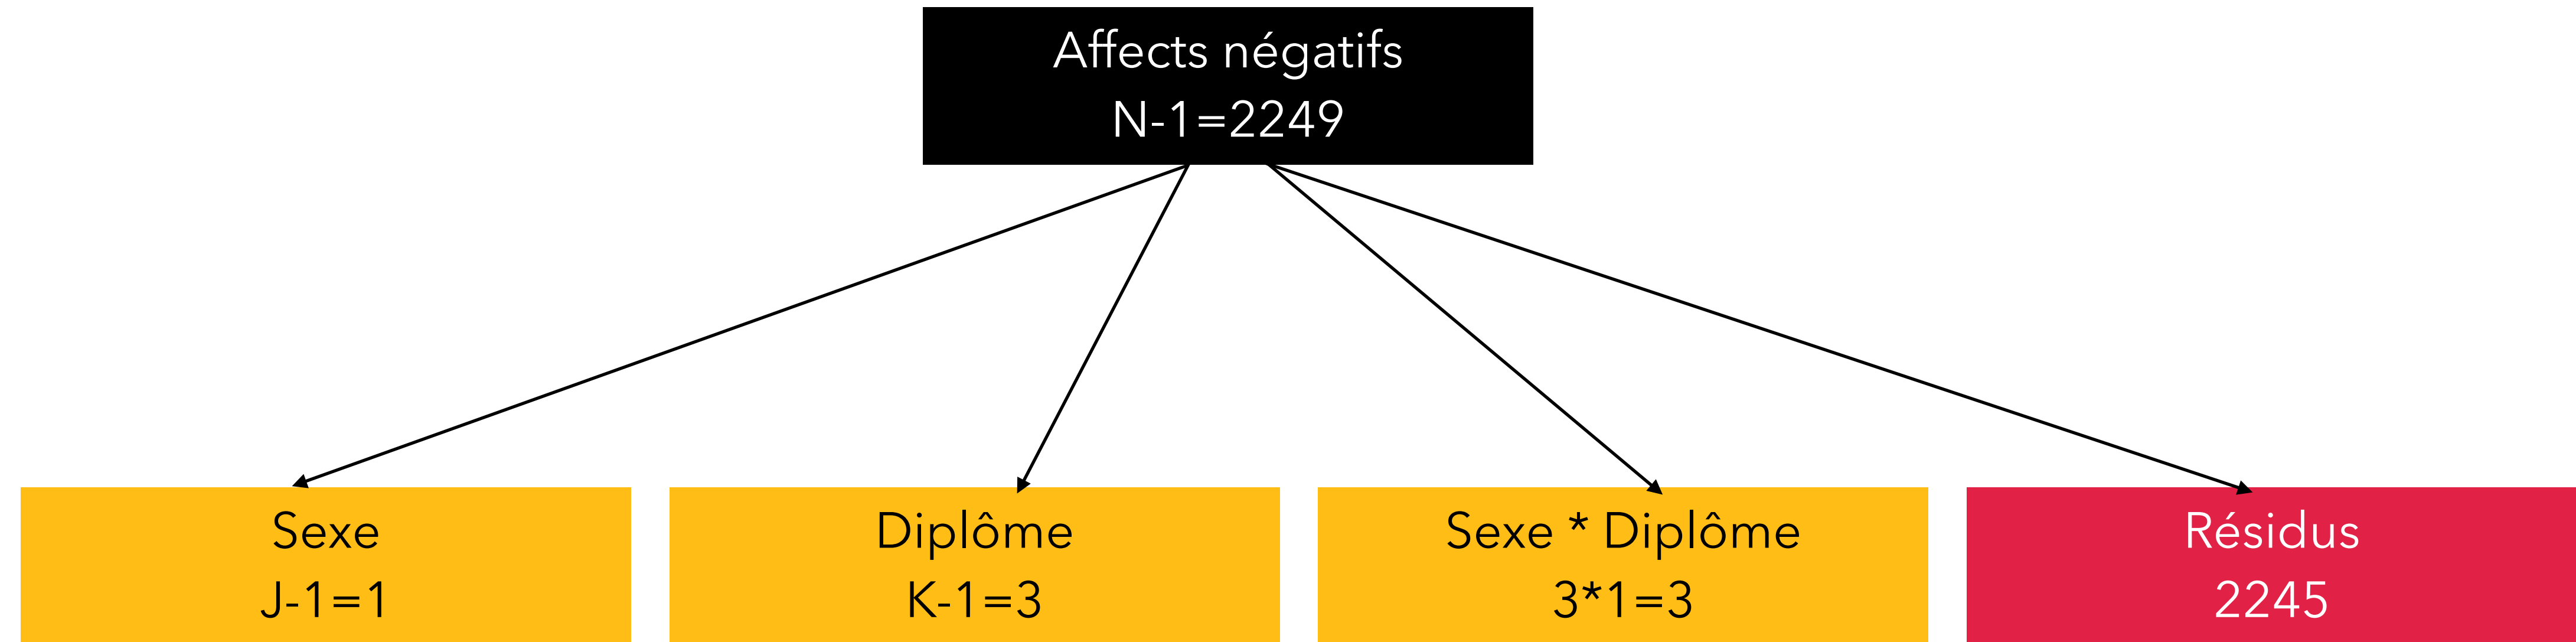 Affects négatifs
N-1=2249
Sexe
J-1=1
Diplôme
K-1=3
Sexe * Diplôme
3*1=3
Résidus
2245